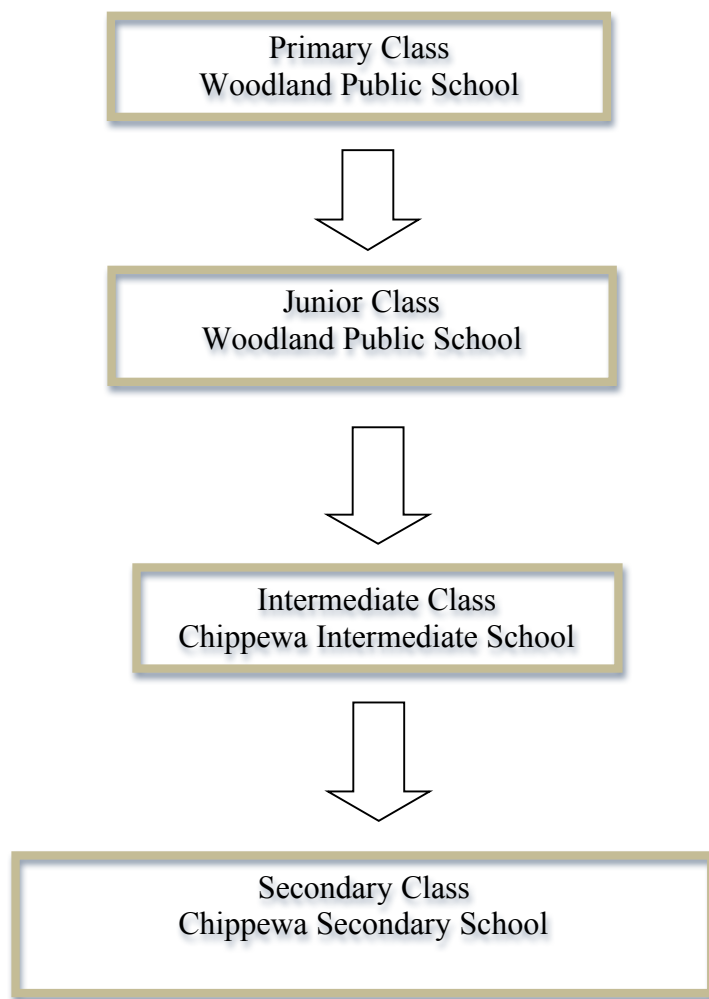 Primary Class
Woodland Public School
Junior Class
Woodland Public School
Intermediate Class
Chippewa Intermediate School
Secondary Class
Chippewa Secondary School